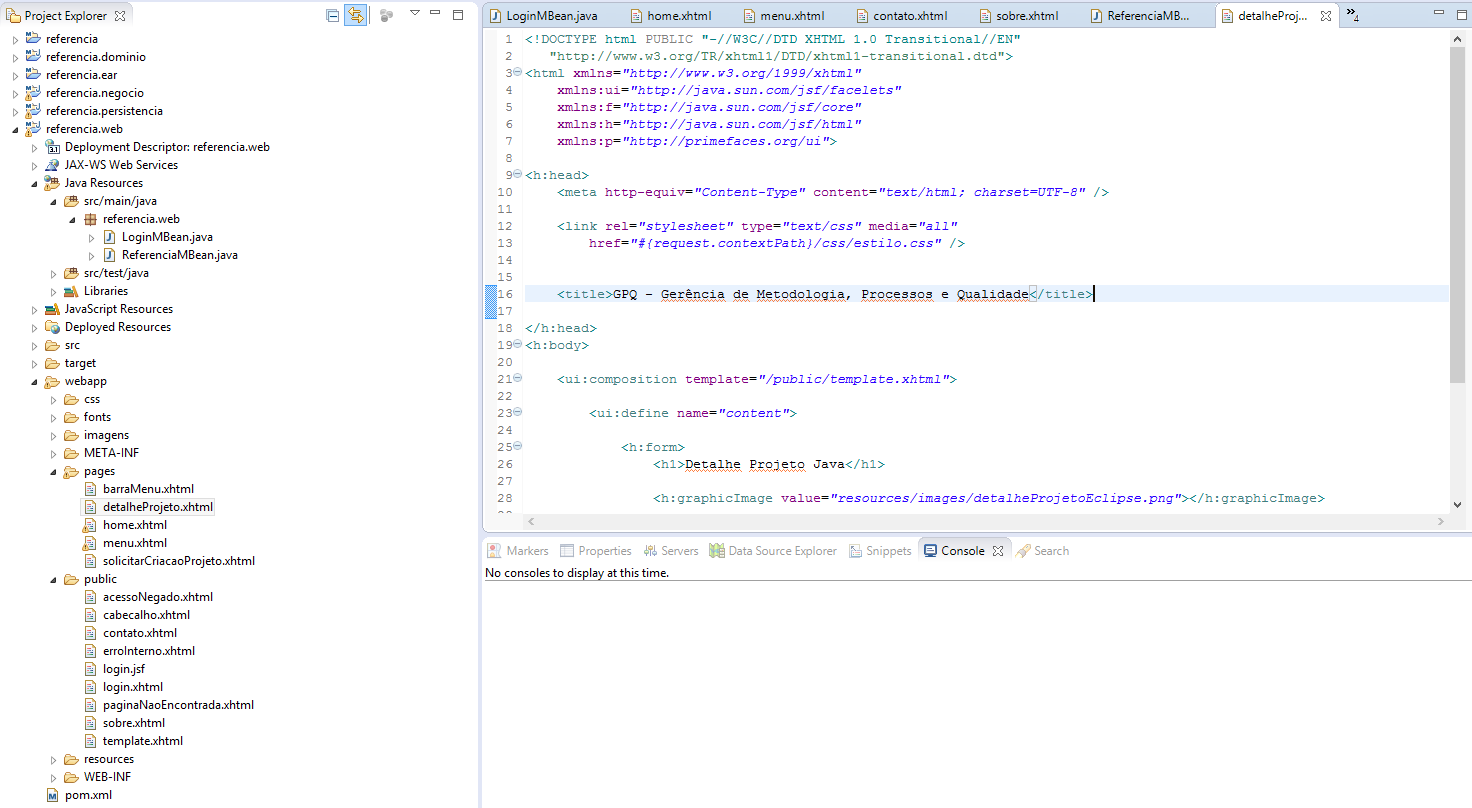 Project Explorer
referencia
referencia.dominio
referencia.ear
referencia.negocio
referencia.persistencia
referencia.web
3.1 Deployment Descriptor: referencia.web
JAX-WS Web Services
Java Resources
src/main/java
referencia.web
LoginMBean.java
ReferenciaMBean.java
src/test/java
Libraries
JavaScript Resources
Deployed Resources
src
target
webapp
css
fonts
imagens
META-INF
pages
barraMenu.xhtml
detalheProjeto.xhtml
home.xhtml
menu.xhtml
solicitarCriacaoProjeto.xhtml
public
acessoNegado.xhtml
cabecalho.xhtml
contato.xhtml
erroInterno.xhtml
login.jsf
login.xhtml
paginaNaoEncontrada.xhtml
sobre.xhtml
template.xhtml
resources
WEB-INF
pom.xml
LoginMBean.java home.xhtml menu.xhtml contato.xhtml sobre.xhtml ReferenciaMB... detalheProj... »4
1 <!DOCTYPE html PUBLIC "-//W3C//DTD XHTML 1.0 Transitional//EN"
2 "http://www.w3.org/TR/xhtml1/DTD/xhtml1-transitional.dtd">
3 <html xmlns="http://www.w3.org/1999/xhtml"
4 xmlns:ui="http://java.sun.com/jsf/facelets"
5 xmlns:f="http://java.sun.com/jsf/core"
6 xmlns:h="http://java.sun.com/jsf/html"
7 xmlns:p="http://primefaces.org/ui">
8
9 <h:head>
10 <meta http-equiv="Content-Type" content="text/html; charset=UTF-8" />
11
12 <link rel="stylesheet" type="text/css" media="all"
13 href="#{request.contextPath}/css/estilo.css" />
14
15
16 <title>GPQ - Gerência de Metodologia, Processos e Qualidade</title>
17
18 </h:head>
19 <h:body>
20
21 <ui:composition template="/public/template.xhtml">
22
23 <ui:define name="content">
24
25 <h:form>
26 <h1>Detalhe Projeto Java</h1>
27
28 <h:graphicImage value="resources/images/detalheProjetoEclipse.png"></h:graphicImage>
Markers Properties Servers Data Source Explorer Snippets Console Search
No consoles to display at this time.